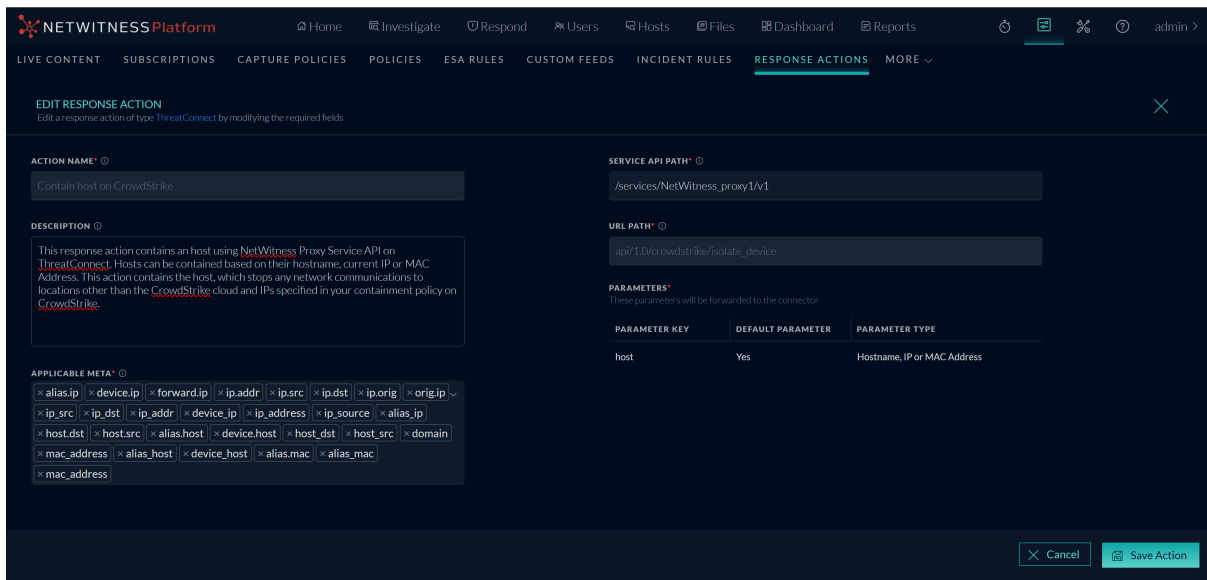 NETWITNESS Platform
Home Investigate Respond Users Hosts Files Dashboard Reports admin
LIVE CONTENT SUBSCRIPTIONS CAPTURE POLICIES POLICIES ESA RULES CUSTOM FEEDS INCIDENT RULES RESPONSE ACTIONS MORE
EDIT RESPONSE ACTION
Edit a response action of type ThreatConnect by modifying the required fields
ACTION NAME*
Contain host on CrowdStrike
DESCRIPTION
This response action contains an host using NetWitness Proxy Service API on
ThreatConnect. Hosts can be contained based on their hostname, current IP or MAC
Address. This action contains the host, which stops any network communications to
locations other than the CrowdStrike cloud and IPs specified in your containment policy on
CrowdStrike.
APPLICABLE META*
× alias.ip × device.ip × forward.ip × ip.addr × ip.src × ip.dst × ip.orig × orig.ip
× ip_src × ip_dst × ip_addr × device_ip × ip_address × ip_source × alias_ip
× host.dst × host.src × alias.host × device.host × host_dst × host_src × domain
× mac_address × alias_host × device_host × alias.mac × alias_mac
× mac_address
SERVICE API PATH*
/services/NetWitness_proxy1/v1
URL PATH*
api/1.0/crowdstrike/isolate_device
PARAMETERS*
These parameters will be forwarded to the connector
PARAMETER KEY DEFAULT PARAMETER PARAMETER TYPE
host Yes Hostname, IP or MAC Address
Cancel Save Action